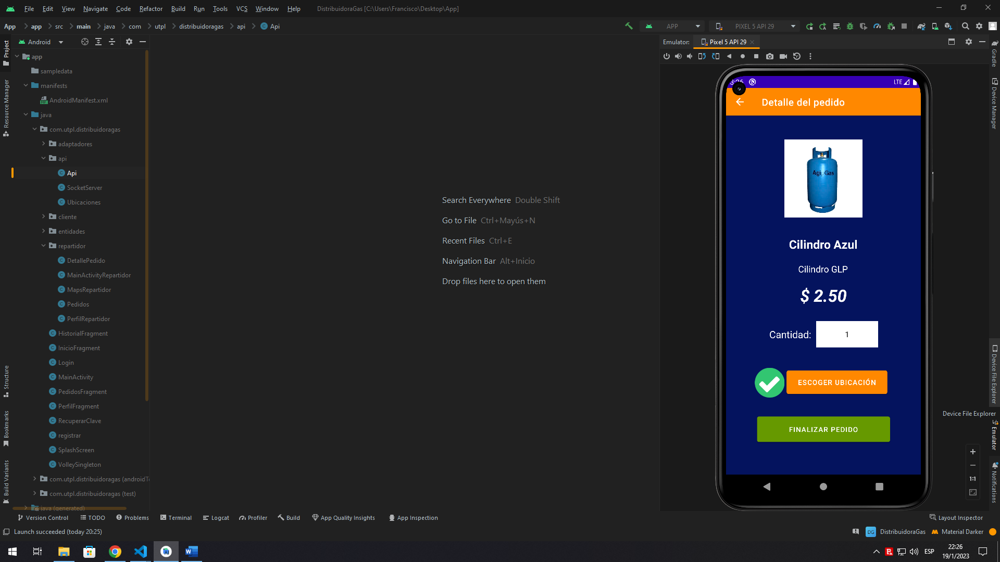 File Edit View Navigate Code Refactor Build Run Tools VCS Window Help DistribuidoraGas [C:\Users\Francisco\Desktop\App]
App app src main java com utpl distribuidoragas api Api APP PIXEL 5 API 29
Project
Android
Emulator: Pixel 5 API 29
Gradle
app
sampledata
manifests
AndroidManifest.xml
java
com.utpl.distribuidoragas
adaptadores
api
Api
SocketServer
Ubicaciones
cliente
entidades
repartidor
DetallePedido
MainActivityRepartidor
MapsRepartidor
Pedidos
PerfilRepartidor
HistorialFragment
InicioFragment
Login
MainActivity
PedidosFragment
PerfilFragment
RecuperarClave
registrar
SplashScreen
VolleySingleton
com.utpl.distribuidoragas (androidTe
com.utpl.distribuidoragas (test)
java (generated)
Resource Manager
Structure
Bookmarks
Build Variants
Search Everywhere Double Shift
Go to File Ctrl+Mayús+N
Recent Files Ctrl+E
Navigation Bar Alt+Inicio
Drop files here to open them
LTE
Detalle del pedido
AgipGas
Cilindro Azul
Cilindro GLP
$ 2.50
Cantidad: 1
ESCOGER UBICACIÓN
FINALIZAR PEDIDO
Device Manager
Device File Explorer
Device File Explorer
Emulator
1:1
Notifications
Version Control TODO Problems Terminal Logcat Profiler Build App Quality Insights App Inspection Layout Inspector
Launch succeeded (today 20:25) DG DistribuidoraGas Material Darker
ESP 22:26
19/1/2023